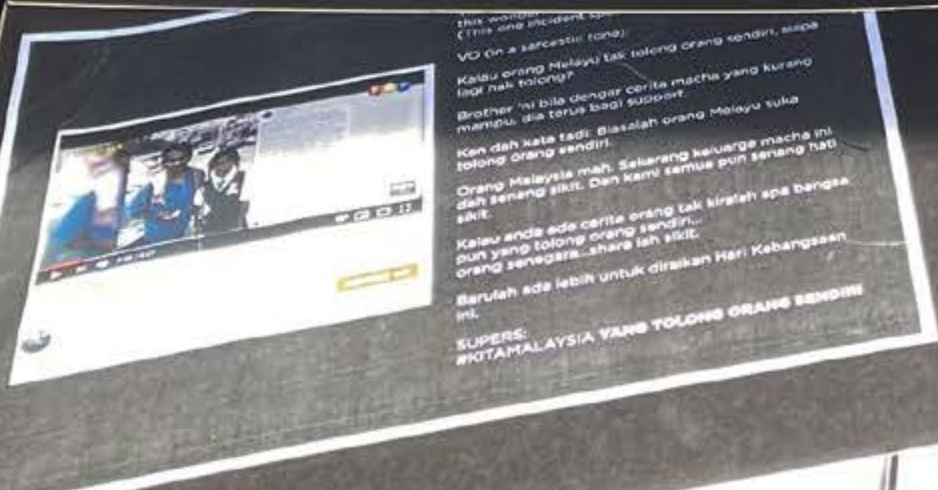 this wonder
(This one incident
VO (in a sarcastic tone):
Kalau orang Melayu tak tolong orang sendiri, siapa
lagi nak tolong?
Brother ni bila dengar cerita macha yang kurang
mampu, dia terus bagi support.
Kan dah kata tadi. Biasalah orang Melayu suka
tolong orang sendiri.
Orang Malaysia mah. Sekarang keluarga macha ini
dah senang sikit. Dan kami semua pun senang hati
sikit.
Kalau anda ada cerita orang tak kiralah apa bangsa
pun yang tolong orang sendiri...
orang senegara...share lah sikit.
Barulah ada lebih untuk diraikan Hari Kebangsaan
ini.
SUPERS:
#KITAMALAYSIA YANG TOLONG ORANG SENDIRI